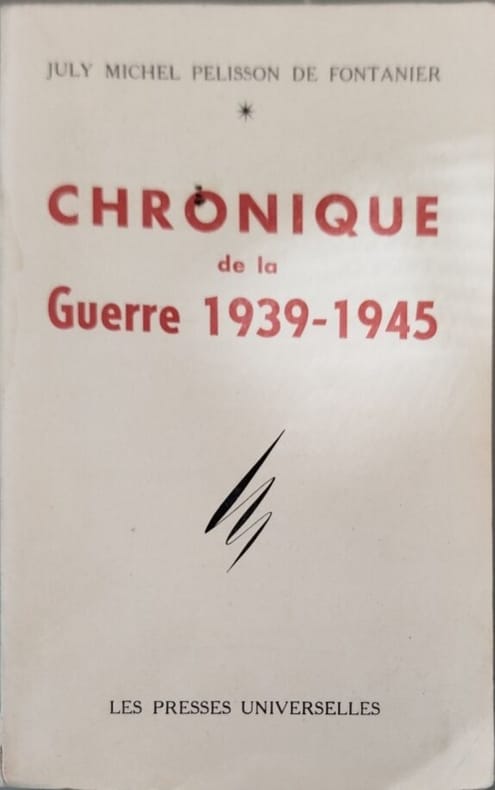 JULY MICHEL PELISSON DE FONTANIER
CHRONIQUE
de la
Guerre 1939-1945
LES PRESSES UNIVERSELLES